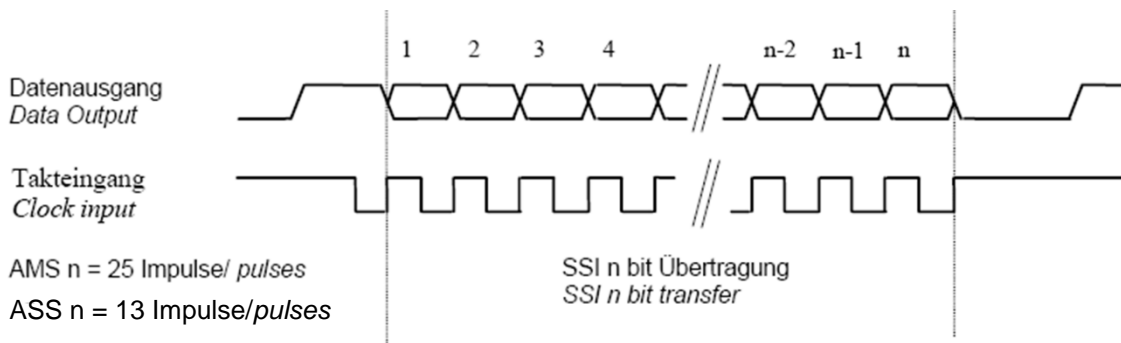 1 2 3 4 n-2 n-1 n
Datenausgang
Data Output
Takteingang
Clock input
AMS n = 25 Impulse/ pulses
ASS n = 13 Impulse/pulses
SSI n bit Übertragung
SSI n bit transfer